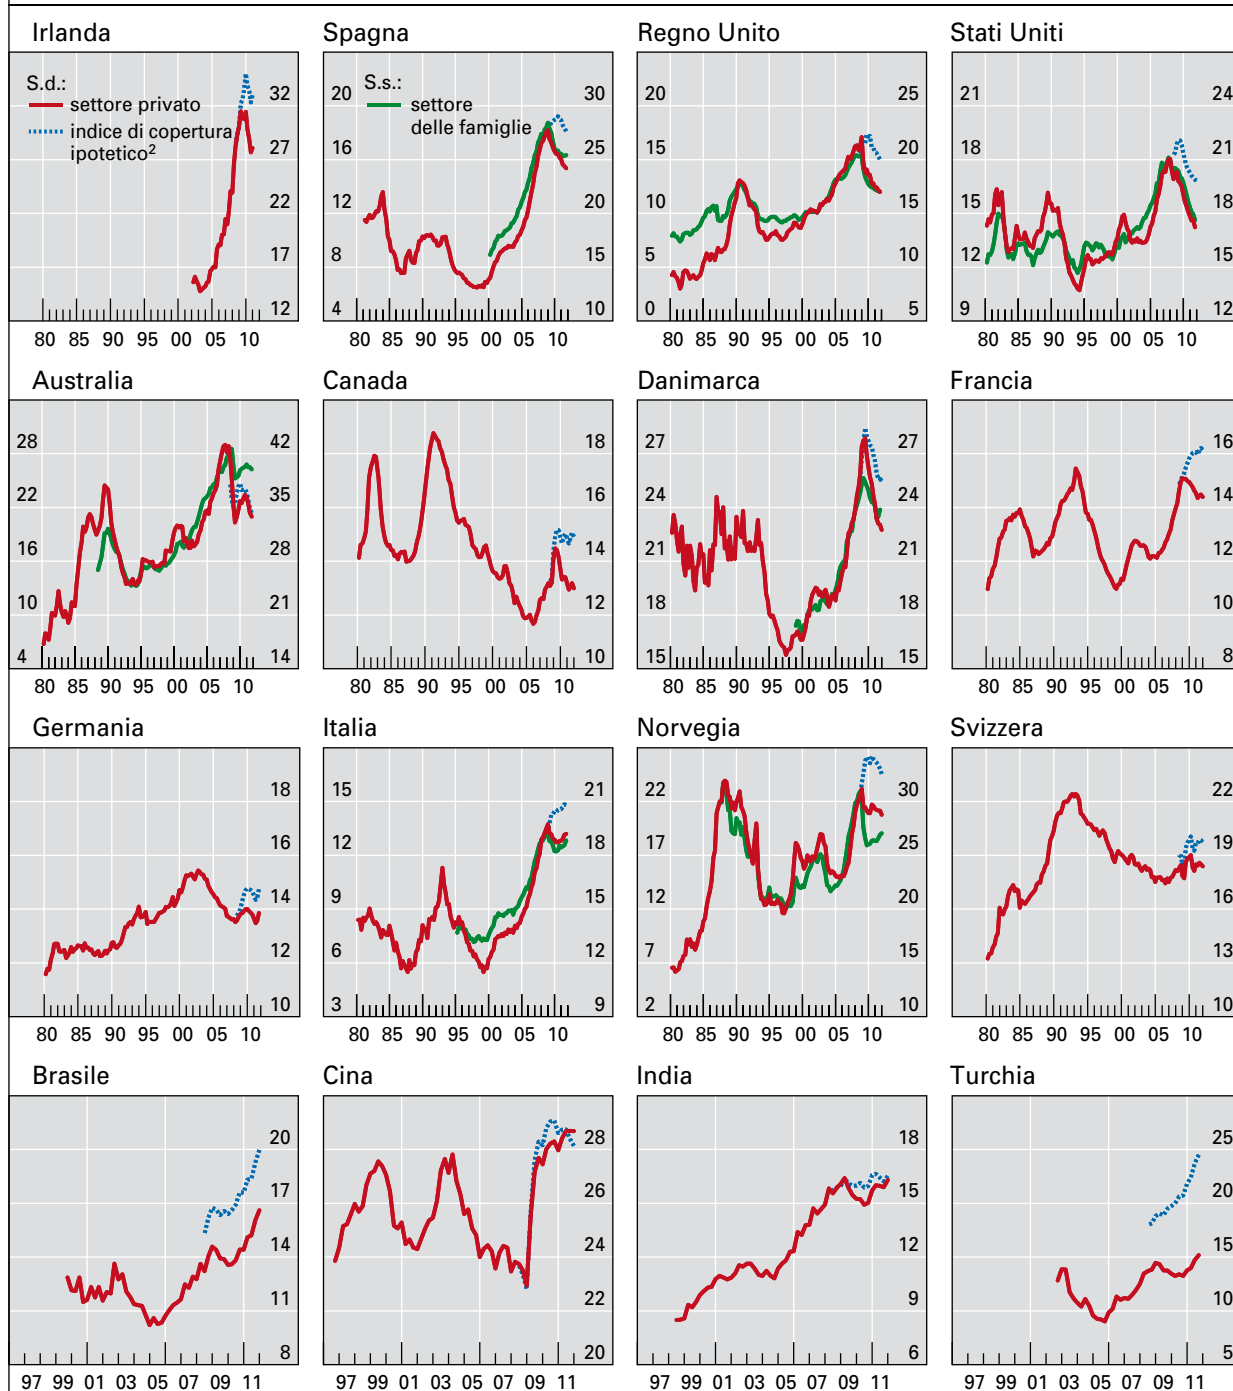 Irlanda
Spagna
Regno Unito
Stati Uniti
S.d.:
settore privato
indice di copertura
ipotetico2
32
27
22
17
12
80 85 90 95 00 05 10
S.s.:
settore
delle famiglie
20 30
16 25
12 20
8 15
4 10
80 85 90 95 00 05 10
20 25
15 20
10 15
5 10
0 5
80 85 90 95 00 05 10
21 24
18 21
15 18
12 15
9 12
80 85 90 95 00 05 10
Australia
Canada
Danimarca
Francia
28 42
22 35
16 28
10 21
4 14
80 85 90 95 00 05 10
18
16
14
12
10
80 85 90 95 00 05 10
27 27
24 24
21 21
18 18
15 15
80 85 90 95 00 05 10
16
14
12
10
8
80 85 90 95 00 05 10
Germania
Italia
Norvegia
Svizzera
18
16
14
12
10
80 85 90 95 00 05 10
15 21
12 18
9 15
6 12
3 9
80 85 90 95 00 05 10
22 30
17 25
12 20
7 15
2 10
80 85 90 95 00 05 10
22
19
16
13
10
80 85 90 95 00 05 10
Brasile
Cina
India
Turchia
20
17
14
11
8
97 99 01 03 05 07 09 11
28
26
24
22
20
97 99 01 03 05 07 09 11
18
15
12
9
6
97 99 01 03 05 07 09 11
25
20
15
10
5
97 99 01 03 05 07 09 11